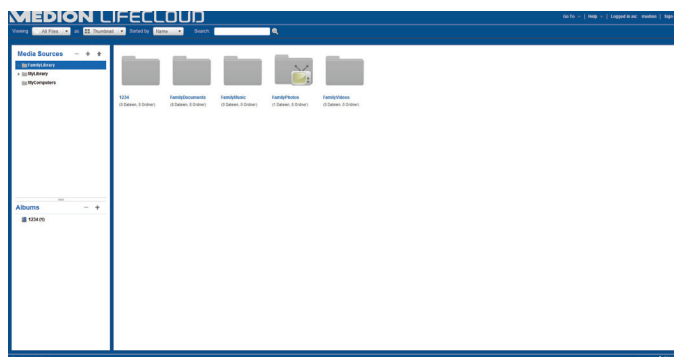 MEDION LIFECLOUD
Go To | Help | Logged in as: medion | Sign
Viewing All Files as Thumbnail Sorted by Name Search
Media Sources - +
FamilyLibrary
+ MyLibrary
MyComputers
1234
(0 Dateien, 0 Ordner)
FamilyDocuments
(0 Dateien, 0 Ordner)
FamilyMusic
(0 Dateien, 0 Ordner)
FamilyPhotos
(1 Dateien, 0 Ordner)
FamilyVideos
(0 Dateien, 0 Ordner)
Albums - +
1234 (1)